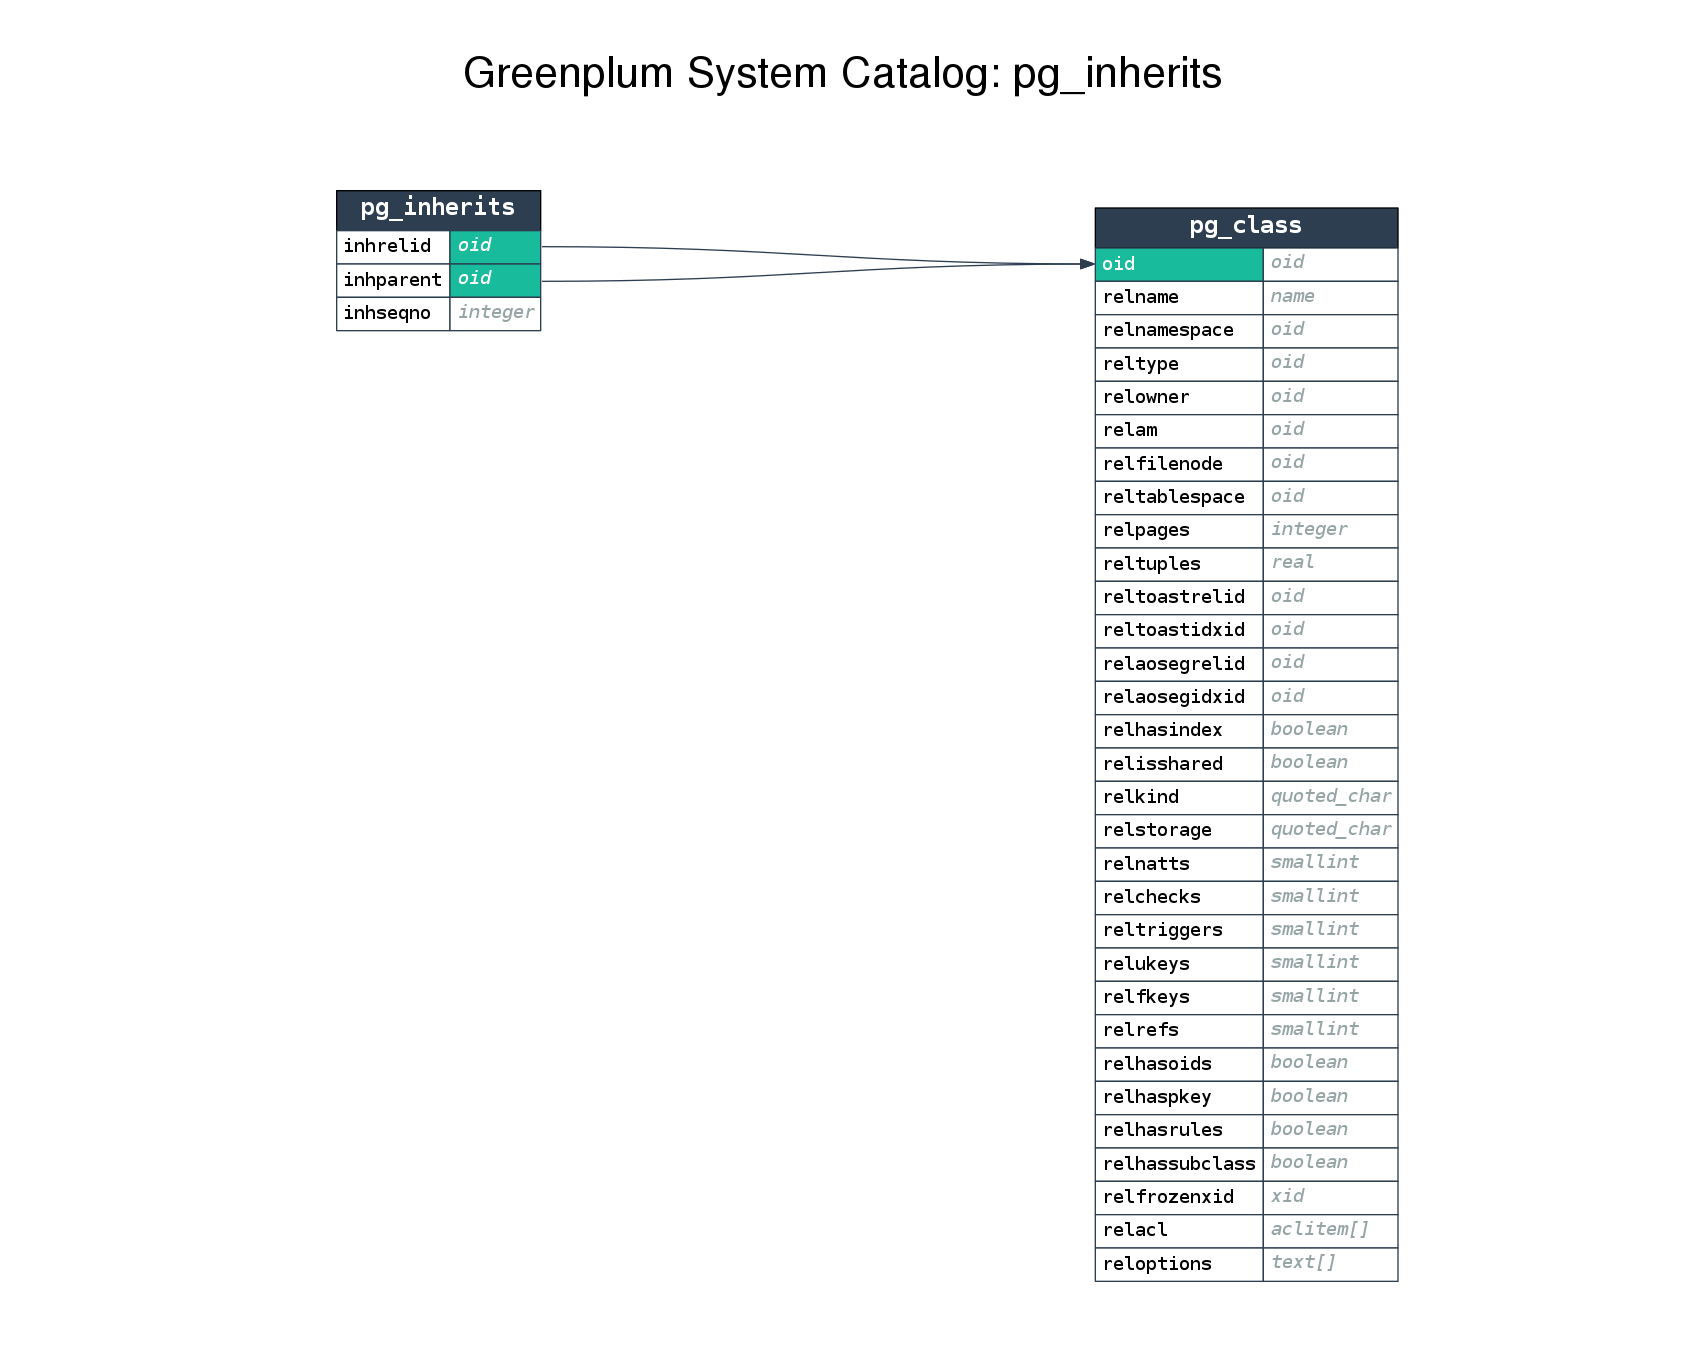 Greenplum System Catalog: pg_inherits
pg_inherits
inhrelid oid
inhparent oid
inhseqno integer
pg_class
oid oid
relname name
relnamespace oid
reltype oid
relowner oid
relam oid
relfilenode oid
reltablespace oid
relpages integer
reltuples real
reltoastrelid oid
reltoastidxid oid
relaosegrelid oid
relaosegidxid oid
relhasindex boolean
relisshared boolean
relkind quoted_char
relstorage quoted_char
relnatts smallint
relchecks smallint
reltriggers smallint
relukeys smallint
relfkeys smallint
relrefs smallint
relhasoids boolean
relhaspkey boolean
relhasrules boolean
relhassubclass boolean
relfrozenxid xid
relacl aclitem[]
reloptions text[]